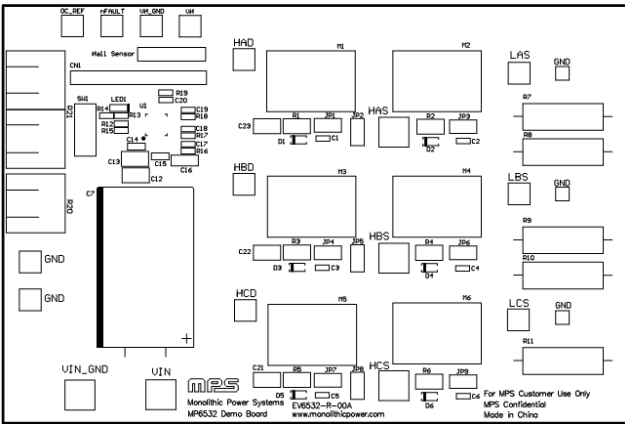 OC_REF nFAULT VH_GND VH
Hall Sensor
CN1
SW1
LED1
R14
R13
R12
R15
U1
R19
C20
C19
R18
C18
R17
C17
R16
C14
C13
C15
C16
C12
R21
R20
C7
GND
GND
VIN_GND
VIN
+
HAD
M1
M2
C23
R1
JP1
JP2
D1
C1
HAS
R2
JP3
D2
C2
LAS
GND
R7
R8
HBD
M3
M4
C22
R3
JP4
JP5
D3
C3
HBS
R4
JP6
D4
C4
LBS
GND
R9
R10
HCD
M5
M6
C21
R5
JP7
JP8
D5
C5
HCS
R6
JP9
D6
C6
LCS
GND
R11
mps
Monolithic Power Systems
MP6532 Demo Board
EV6532-R-00A
www.monolithicpower.com
For MPS Customer Use Only
MPS Confidential
Made in China